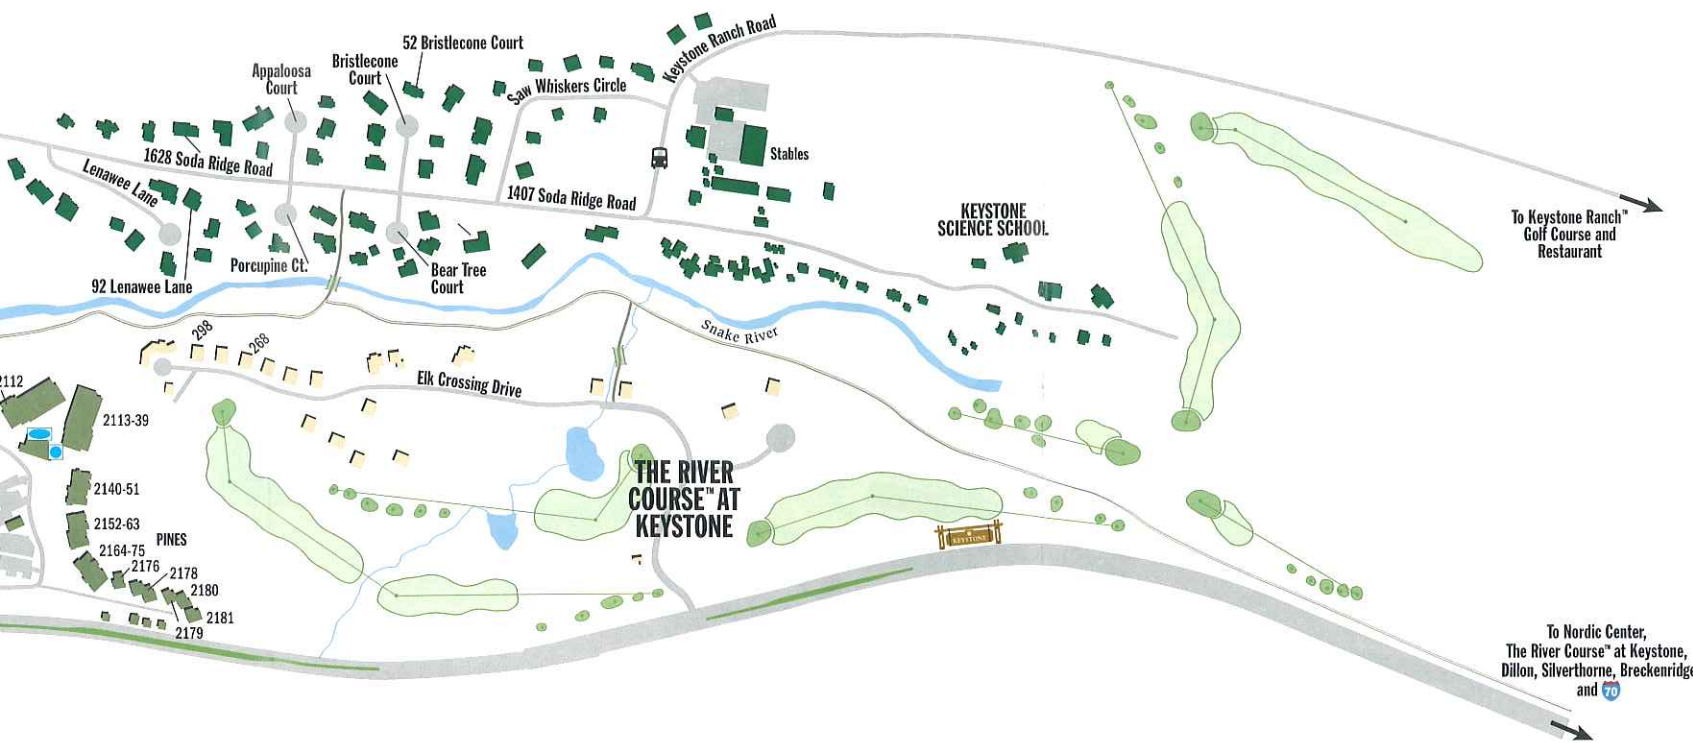 52 Bristlecone Court
Bristlecone
Court
Appaloosa
Court
Keystone Ranch Road
Saw Whiskers Circle
Stables
1628 Soda Ridge Road
Lenawee Lane
1407 Soda Ridge Road
KEYSTONE
SCIENCE SCHOOL
To Keystone Ranch™
Golf Course and
Restaurant
Porcupine Ct.
Bear Tree
Court
92 Lenawee Lane
Snake River
298
268
Elk Crossing Drive
2112
2113-39
THE RIVER
COURSE™ AT
KEYSTONE
2140-51
2152-63
PINES
2164-75
2176
2178
2180
2181
2179
KEYSTONE
To Nordic Center,
The River Course™ at Keystone,
Dillon, Silverthorne, Breckenridge
and 70